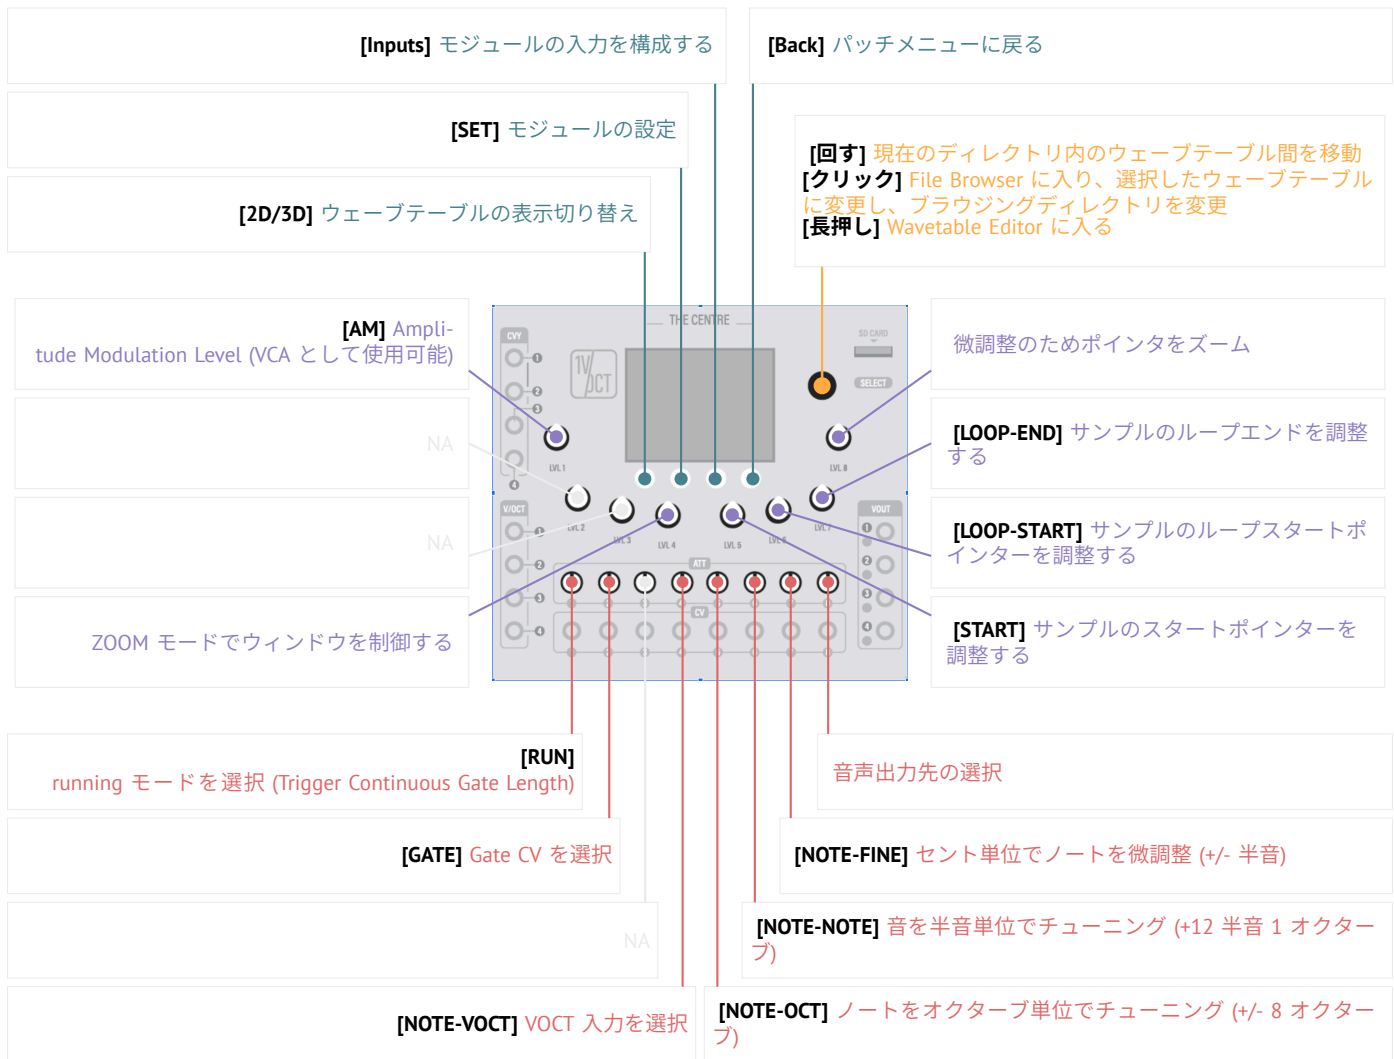 [Inputs] モジュールの入力を構成する
[Back] パッチメニューに戻る
[SET] モジュールの設定
[2D/3D] ウェーブテーブルの表示切り替え
[回す] 現在のディレクトリ内のウェーブテーブル間を移動
[クリック] File Browser に入り、選択したウェーブテーブル
に変更し、ブラウジングディレクトリを変更
[長押し] Wavetable Editor に入る
[AM] Ampli-
tude Modulation Level (VCA として使用可能)
NA
NA
ZOOM モードでウィンドウを制御する
THE CENTRE
CVY
1
2
3
4
1V/OCT
SD CARD
SELECT
LVL 1
LVL 2
LVL 3
LVL 4
LVL 5
LVL 6
LVL 7
LVL 8
V/OCT
1
2
3
4
VOUT
1
2
3
4
ATT
CV
微調整のためポインタをズーム
[LOOP-END] サンプルのループエンドを調整
する
[LOOP-START] サンプルのループスタートポ
インターを調整する
[START] サンプルのスタートポインターを
調整する
[RUN]
running モードを選択 (Trigger Continuous Gate Length)
音声出力先の選択
[GATE] Gate CV を選択
[NOTE-FINE] セント単位でノートを微調整 (+/- 半音)
NA
[NOTE-NOTE] 音を半音単位でチューニング (+12 半音 1 オクター
ブ)
[NOTE-VOCT] VOCT 入力を選択
[NOTE-OCT] ノートをオクターブ単位でチューニング (+/- 8 オクター
ブ)